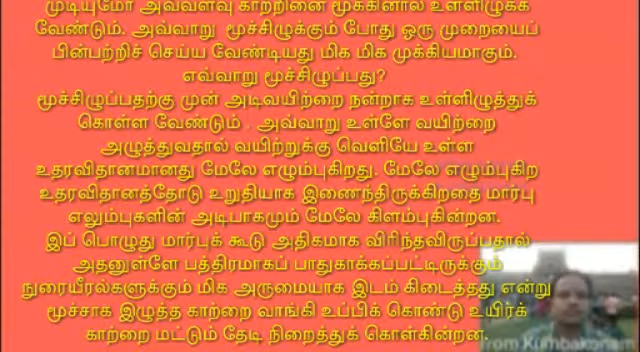 முடியுமோ அவ்வளவு காற்றினை மூக்கினால் உள்ளிழுக்க
வேண்டும். அவ்வாறு மூச்சிழுக்கும் போது ஒரு முறையைப்
பின்பற்றிச் செய்ய வேண்டியது மிக மிக முக்கியமாகும்.
எவ்வாறு மூச்சிழுப்பது?
மூச்சிழுப்பதற்கு முன் அடிவயிற்றை நன்றாக உள்ளிழுத்துக்
கொள்ள வேண்டும் . அவ்வாறு உள்ளே வயிற்றை
அழுத்துவதால் வயிற்றுக்கு வெளியே உள்ள
உதரவிதானமானது மேலே எழும்புகிறது. மேலே எழும்புகிற
உதரவிதானத்தோடு உறுதியாக இணைந்திருக்கிறதை மார்பு
எலும்புகளின் அடிபாகமும் மேலே கிளம்புகின்றன.
இப் பொழுது மார்புக் கூடு அதிகமாக விரிந்தவிருப்பதால்
அதனுள்ளே பத்திரமாகப் பாதுகாக்கப்பட்டிருக்கும்
நுரையீரல்களுக்கும் மிக அருமையாக இடம் கிடைத்தது என்று
மூச்சாக இழுத்த காற்றை வாங்கி உப்பிக் கொண்டு உயிர்க்
காற்றை மட்டும் தேடி நிறைத்துக் கொள்கின்றன.
from Kumbakonam